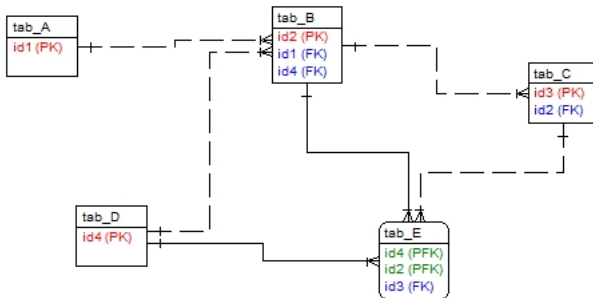 tab_A
id1 (PK)
tab_B
id2 (PK)
id1 (FK)
id4 (FK)
tab_C
id3 (PK)
id2 (FK)
tab_D
id4 (PK)
tab_E
id4 (PFK)
id2 (PFK)
id3 (FK)